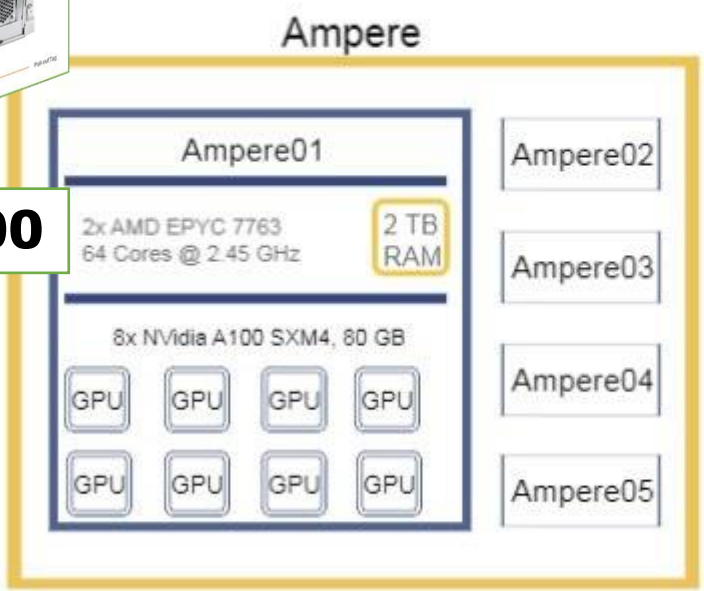 Ampere
Ampere01
Ampere02
00
2x AMD EPYC 7763
64 Cores @ 2.45 GHz
2 TB
RAM
Ampere03
8x NVidia A100 SXM4, 80 GB
GPU GPU GPU GPU
Ampere04
GPU GPU GPU GPU
Ampere05